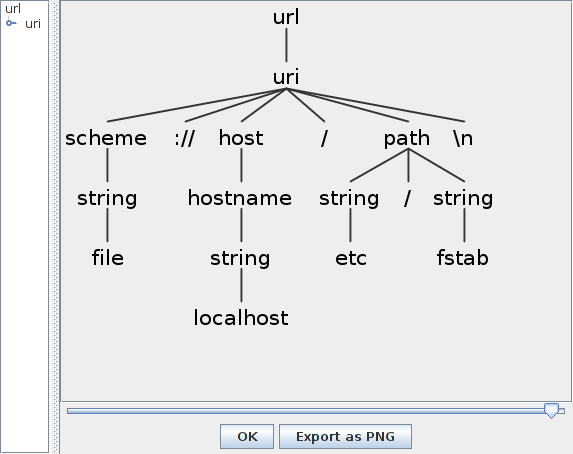 url
uri
url
uri
scheme :// host / path \n
string hostname string / string
file string etc fstab
localhost
OK Export as PNG